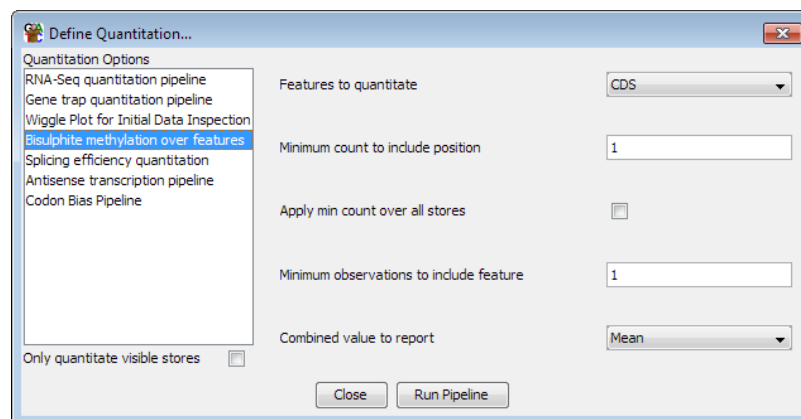 Define Quantitation...
Quantitation Options
RNA-Seq quantitation pipeline
Gene trap quantitation pipeline
Wiggle Plot for Initial Data Inspection
Bisulphite methylation over features
Splicing efficiency quantitation
Antisense transcription pipeline
Codon Bias Pipeline
Only quantitate visible stores
Features to quantitate CDS
Minimum count to include position 1
Apply min count over all stores
Minimum observations to include feature 1
Combined value to report Mean
Close Run Pipeline